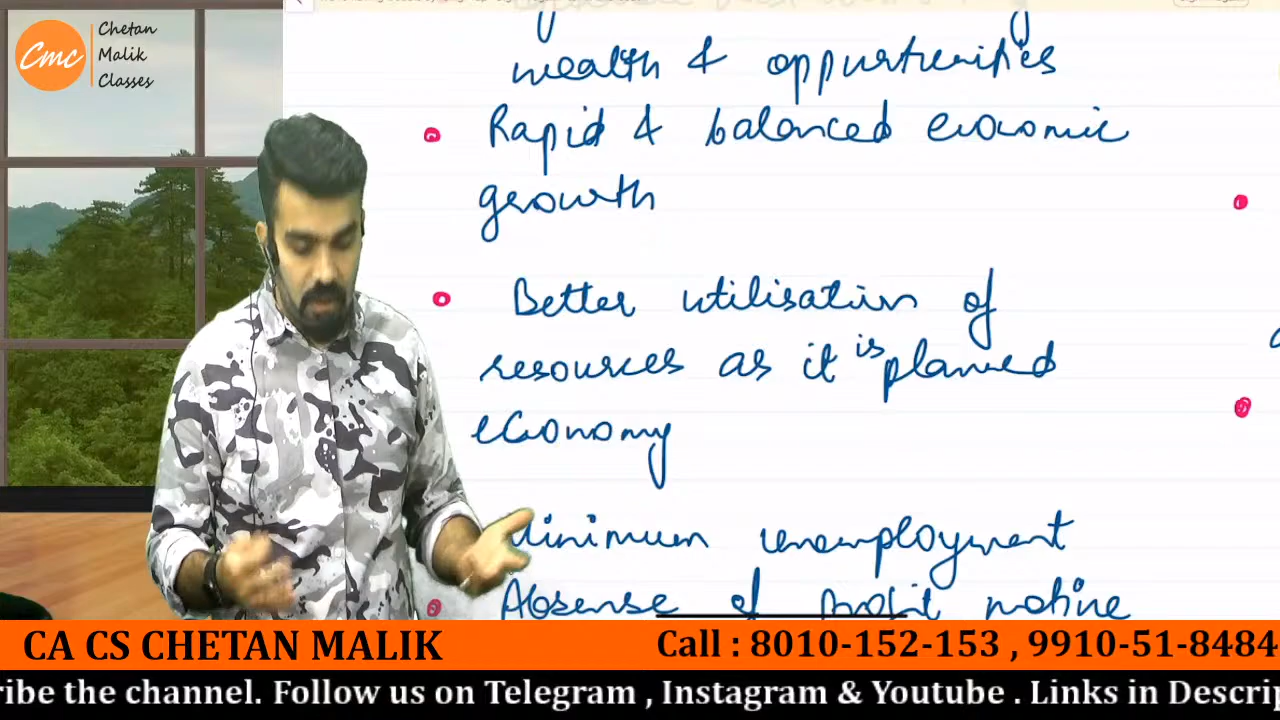 Cmc
Chetan
Malik
Classes
wealth & oppurtunities
Rapid & balanced economic
growth
Better utilisation of
resources as it is planned
economy
Minimum unemployment
Absense of profit motive
CA CS CHETAN MALIK
Call : 8010-152-153 , 9910-51-8484
ribe the channel. Follow us on Telegram , Instagram & Youtube . Links in Descrip